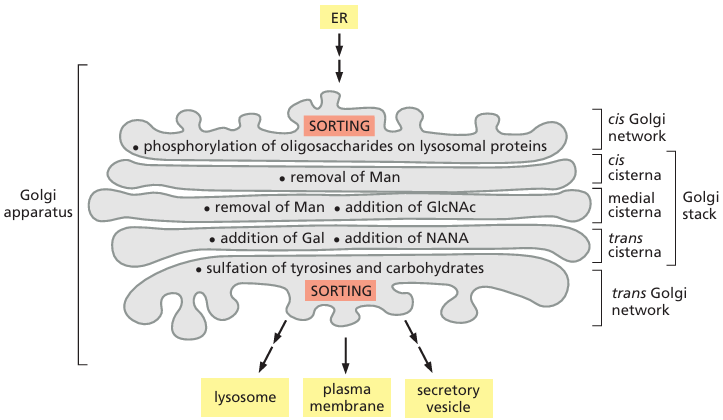 ER
SORTING
• phosphorylation of oligosaccharides on lysosomal proteins
cis Golgi
network
• removal of Man
cis
cisterna
Golgi
apparatus
• removal of Man • addition of GlcNAc
medial
cisterna
Golgi
stack
• addition of Gal • addition of NANA
trans
cisterna
• sulfation of tyrosines and carbohydrates
SORTING
trans Golgi
network
lysosome
plasma
membrane
secretory
vesicle